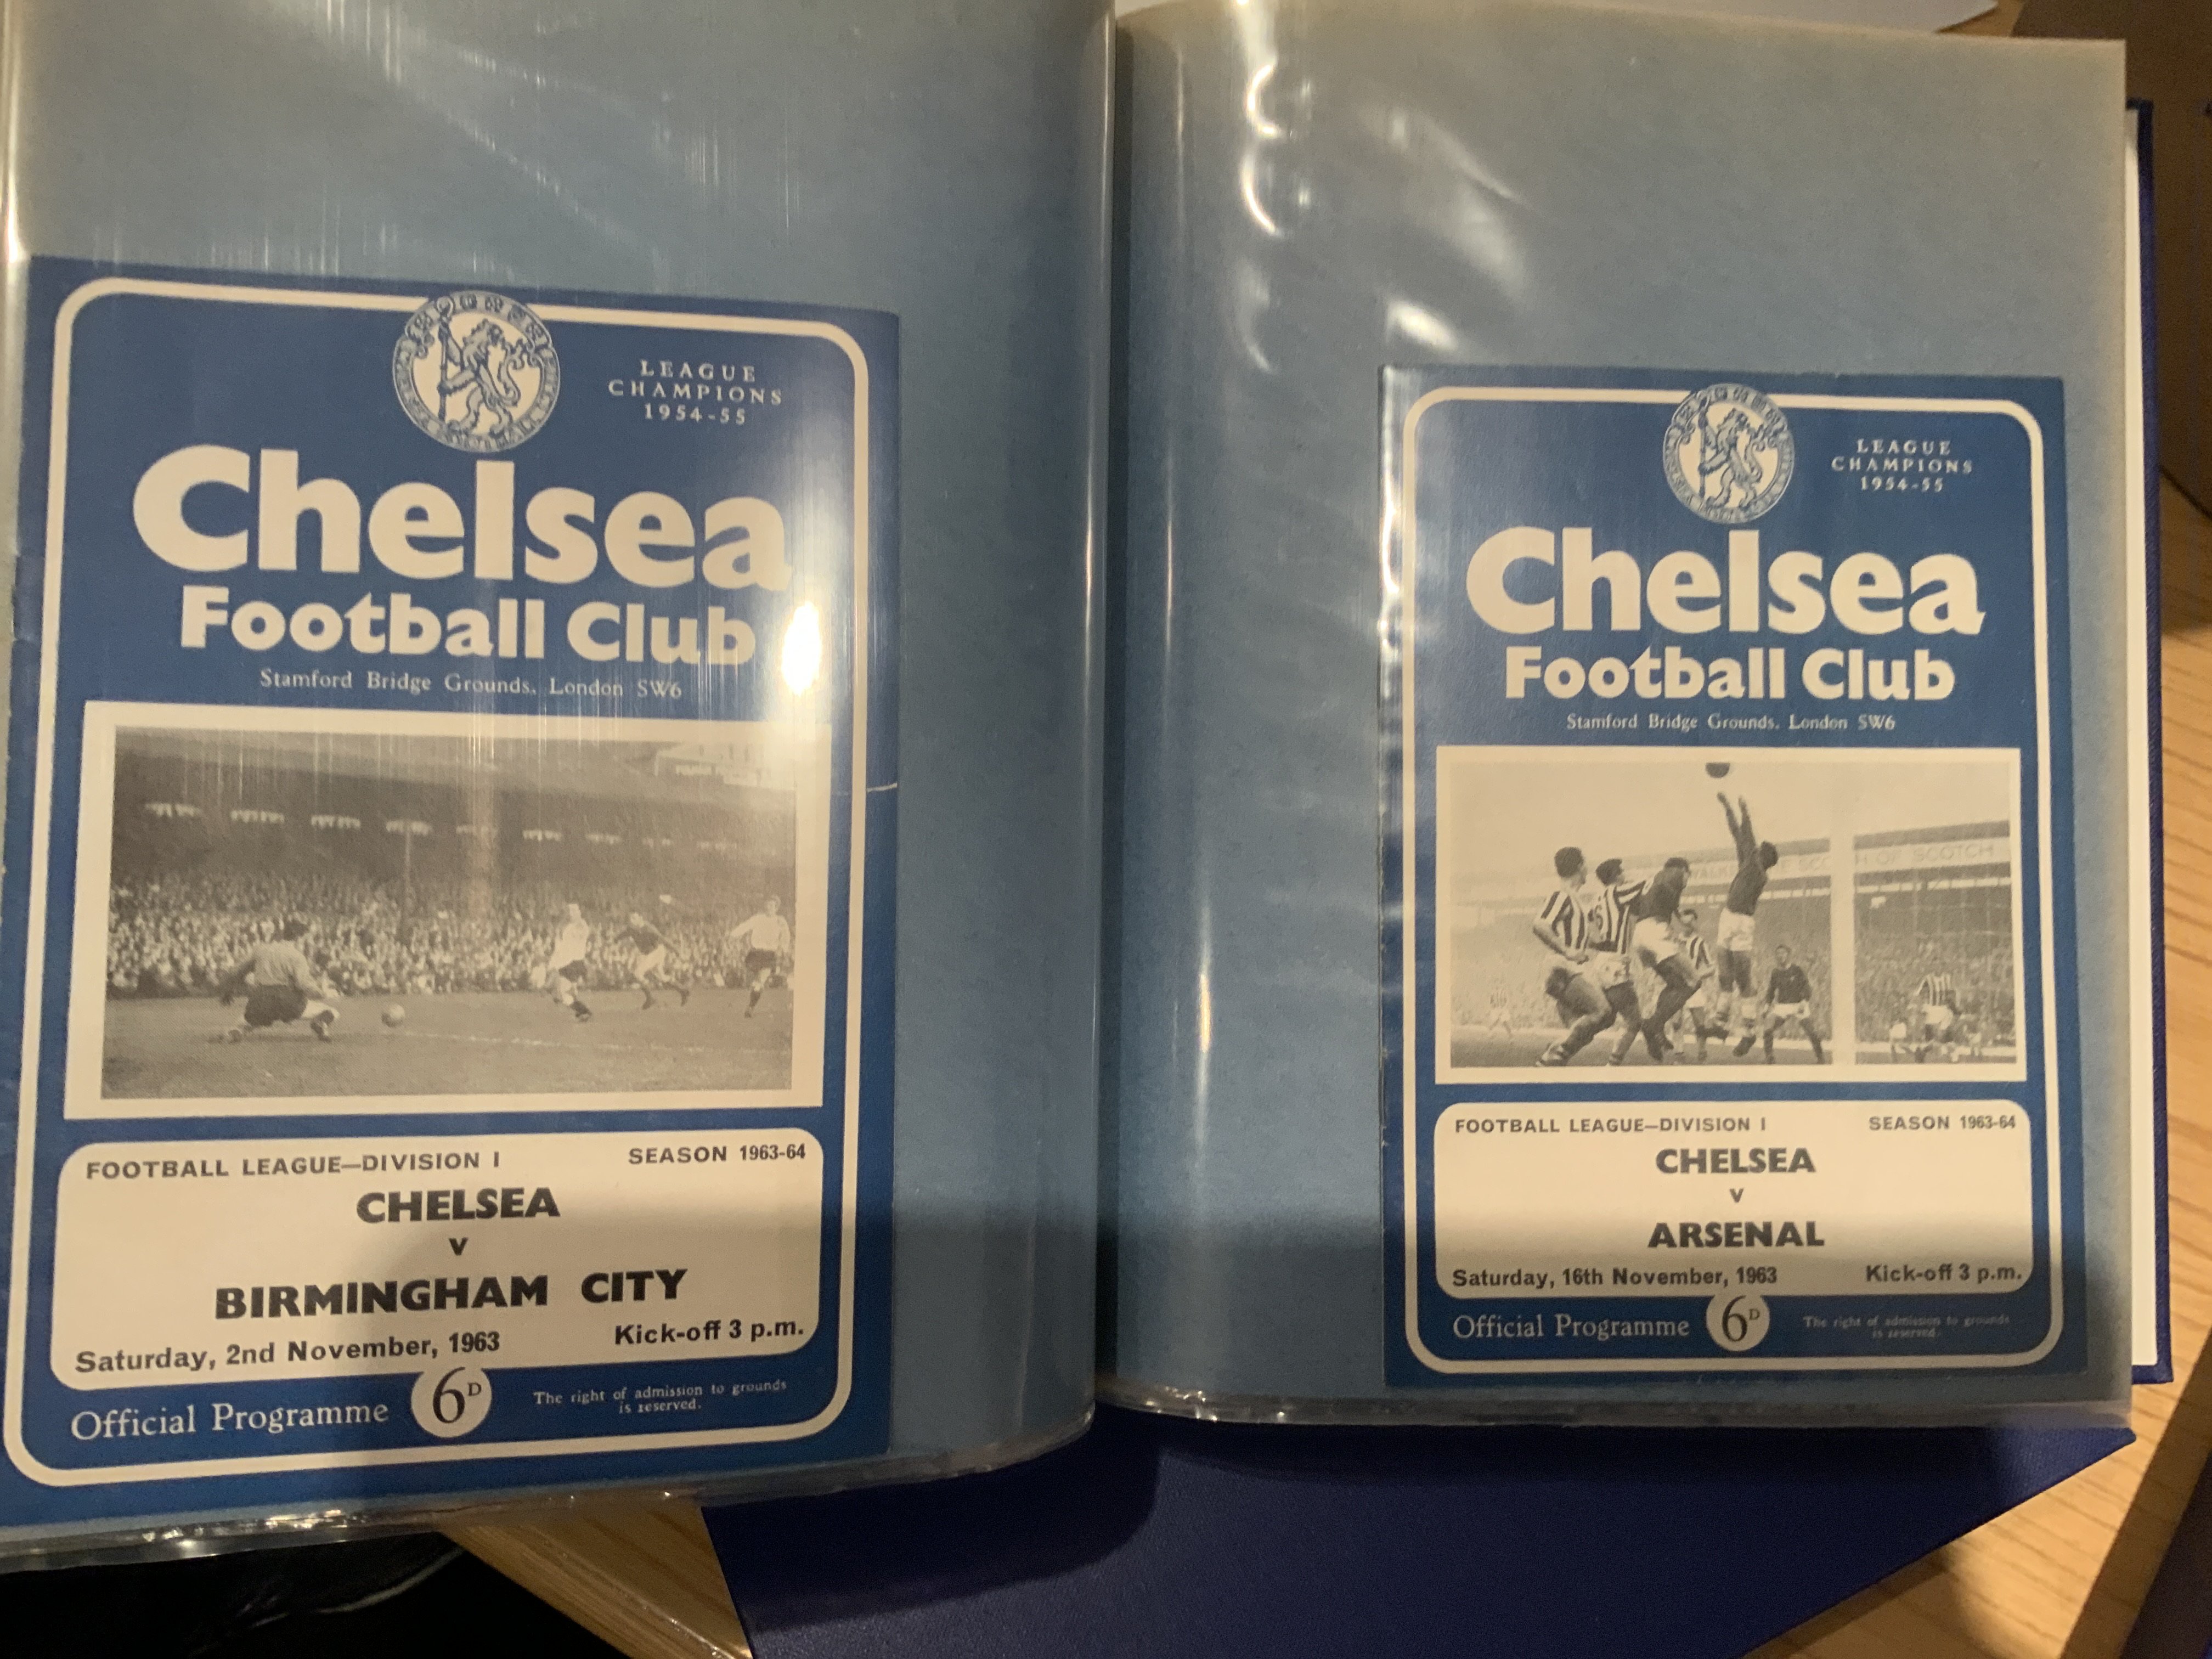 LEAGUE
CHAMPIONS
1954-55
Chelsea
Football Club
Stamford Bridge Grounds, London SW6
FOOTBALL LEAGUE—DIVISION I
SEASON 1963-64
CHELSEA
v
BIRMINGHAM CITY
Saturday, 2nd November, 1963
Kick-off 3 p.m.
Official Programme
6D
The right of admission to grounds
is reserved.
LEAGUE
CHAMPIONS
1954-55
Chelsea
Football Club
Stamford Bridge Grounds, London SW6
OF SCOTCH
FOOTBALL LEAGUE—DIVISION I
SEASON 1963-64
CHELSEA
v
ARSENAL
Saturday, 16th November, 1963
Kick-off 3 p.m.
Official Programme
6D
The right of admission to grounds
is reserved.